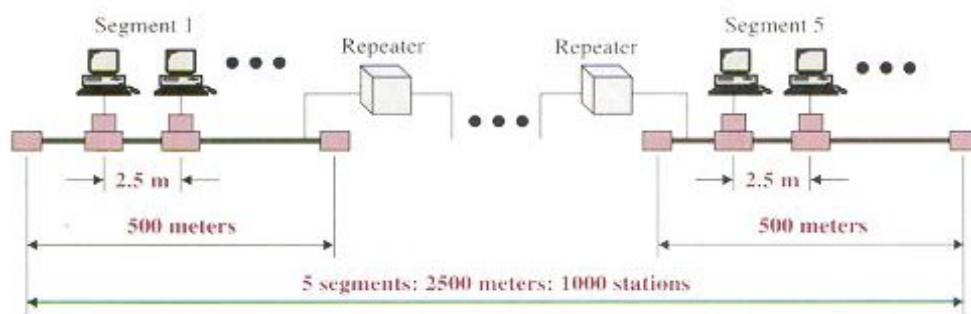 Segment 1
Segment 5
Repeater
Repeater
2.5 m
2.5 m
500 meters
500 meters
5 segments: 2500 meters: 1000 stations